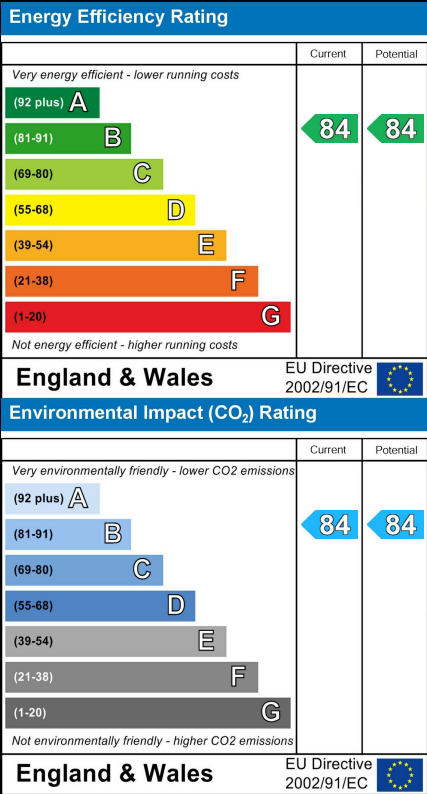 Energy Efficiency Rating
Current Potential
Very energy efficient - lower running costs
(92 plus) A
(81-91) B
84 84
(69-80) C
(55-68) D
(39-54) E
(21-38) F
(1-20) G
Not energy efficient - higher running costs
England & Wales
EU Directive
2002/91/EC
Environmental Impact (CO₂) Rating
Current Potential
Very environmentally friendly - lower CO2 emissions
(92 plus) A
(81-91) B
84 84
(69-80) C
(55-68) D
(39-54) E
(21-38) F
(1-20) G
Not environmentally friendly - higher CO2 emissions
England & Wales
EU Directive
2002/91/EC